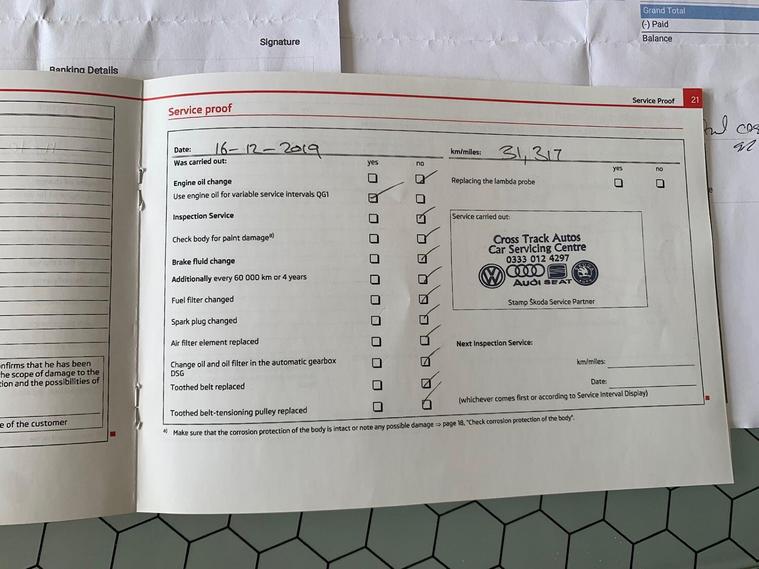 Grand Total
(-) Paid
Balance
Signature
Banking Details
Service Proof 21
Service proof
Date: 16-12-2019 km/miles: 31,317
Was carried out: yes no yes no
Engine oil change Replacing the lambda probe
Use engine oil for variable service intervals QG1
Inspection Service
Service carried out:
Check body for paint damage a)
Cross Track Autos
Car Servicing Centre
0333 012 4297
AUDI SEAT
Brake fluid change
Additionally every 60 000 km or 4 years
Fuel filter changed
Stamp Škoda Service Partner
Spark plug changed
Air filter element replaced
Next Inspection Service:
Change oil and oil filter in the automatic gearbox
DSG
km/miles:
Toothed belt replaced
Date:
(whichever comes first or according to Service Interval Display)
Toothed belt-tensioning pulley replaced
a) Make sure that the corrosion protection of the body is intact or note any possible damage ⇒ page 18, "Check corrosion protection of the body".
nfirms that he has been
he scope of damage to the
tion and the possibilities of
e of the customer